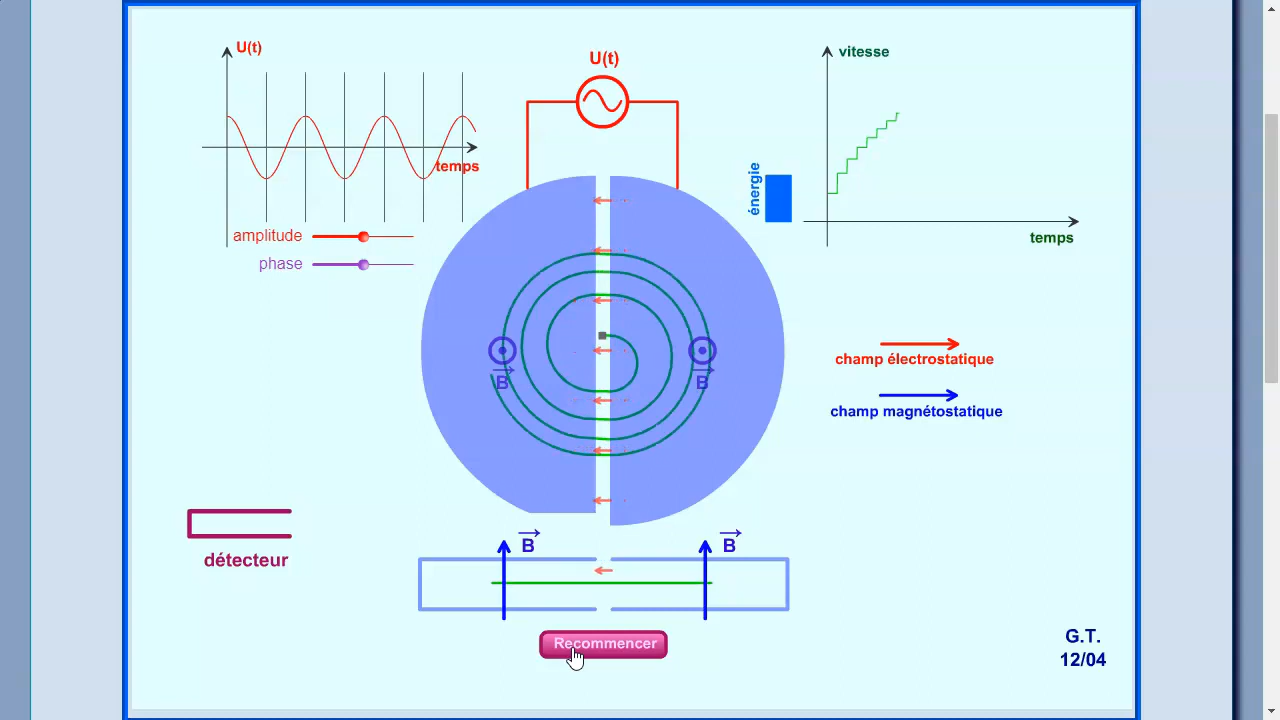 U(t)
U(t)
vitesse
temps
énergie
amplitude
phase
temps
champ électrostatique
B
B
champ magnétostatique
B
B
détecteur
Recommencer
G.T.
12/04